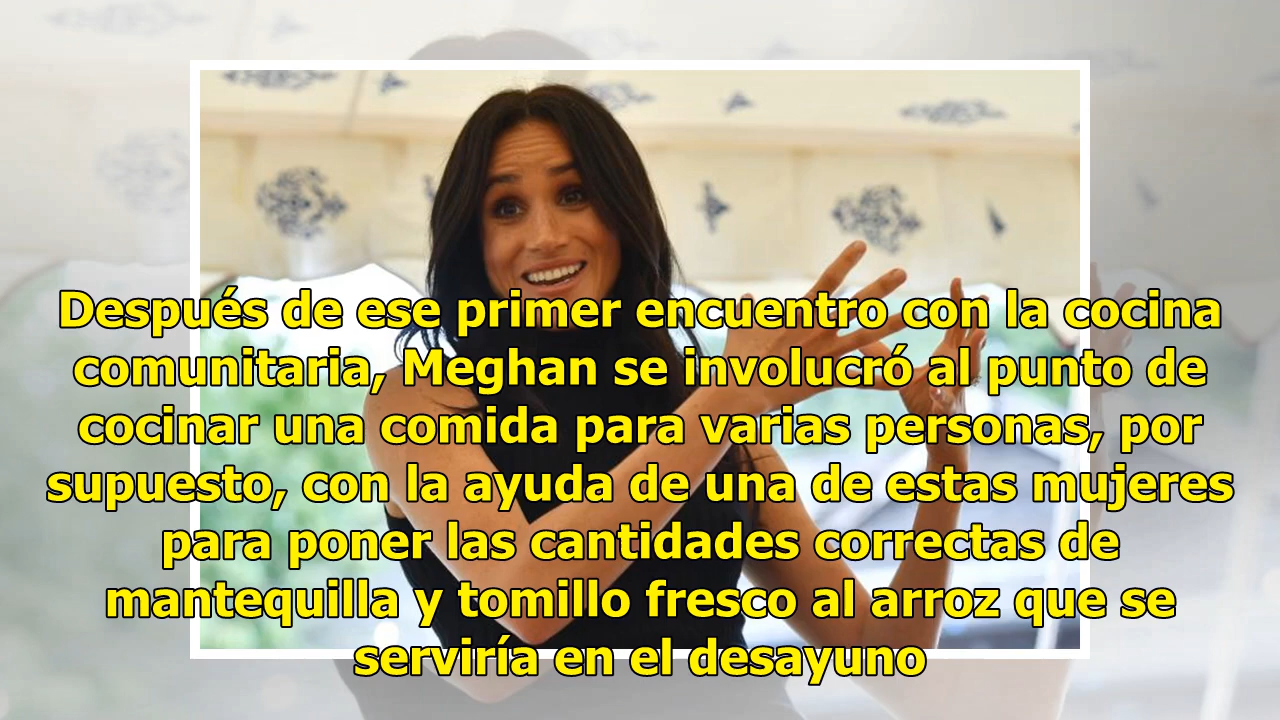 Después de ese primer encuentro con la cocina
comunitaria, Meghan se involucró al punto de
cocinar una comida para varias personas, por
supuesto, con la ayuda de una de estas mujeres
para poner las cantidades correctas de
mantequilla y tomillo fresco al arroz que se
serviría en el desayuno